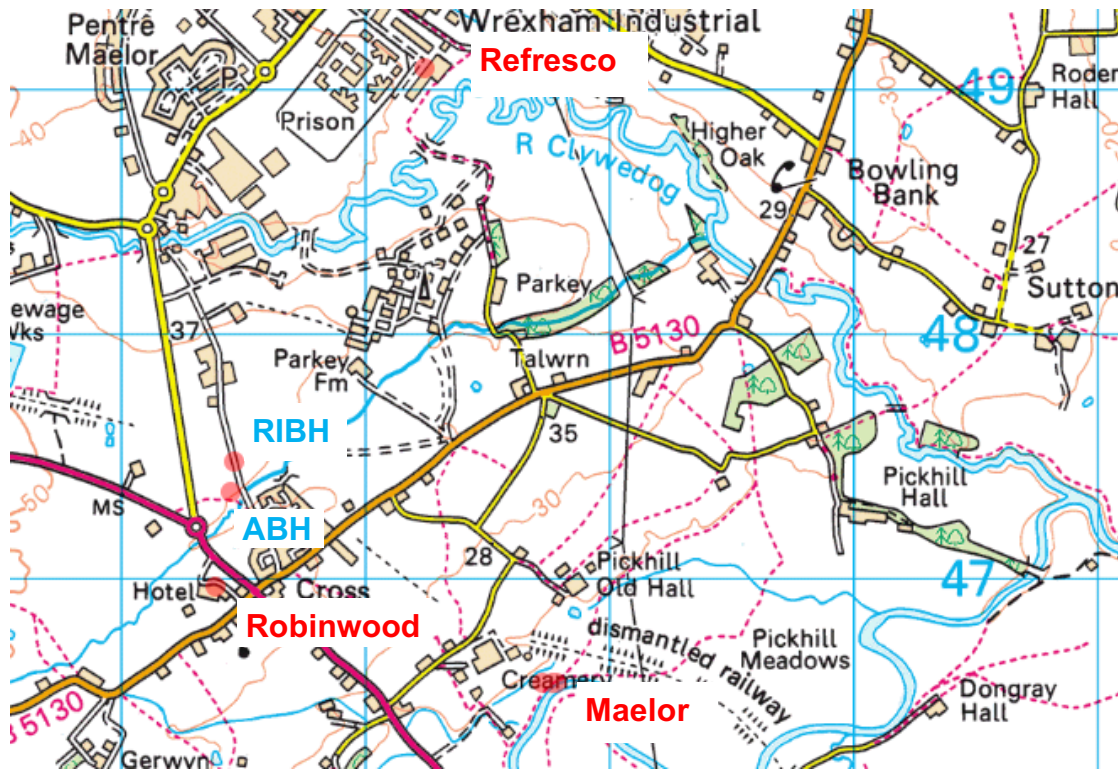 Pentre
Maelor
Wrexham Industrial
Refresco
P
Prison
40
R Clywedog
Higher
Oak
30
49
Roden
Hall
Bowling
Bank
29
27
Sutton
48
ewage
Wks
37
Parkey
Parkey
Fm
Talwrn
B 5130
35
RIBH
ABH
MS
50
30
28
Pickhill
Hall
Hotel
Cross
Pickhill
Old Hall
47
Robinwood
dismantled railway
Pickhill
Meadows
Creamery
Maelor
Dongray
Hall
B 5130
Gerwyn